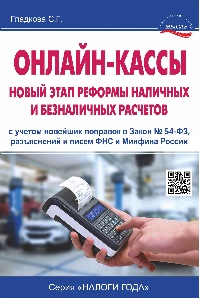 Гладкова С.Г.
ОНЛАЙН-КАССЫ
НОВЫЙ ЭТАП РЕФОРМЫ НАЛИЧНЫХ
И БЕЗНАЛИЧНЫХ РАСЧЕТОВ
с учетом новейших поправок в Закон № 54-ФЗ,
разъяснений и писем ФНС и Минфина России
Серия «НАЛОГИ ГОДА»